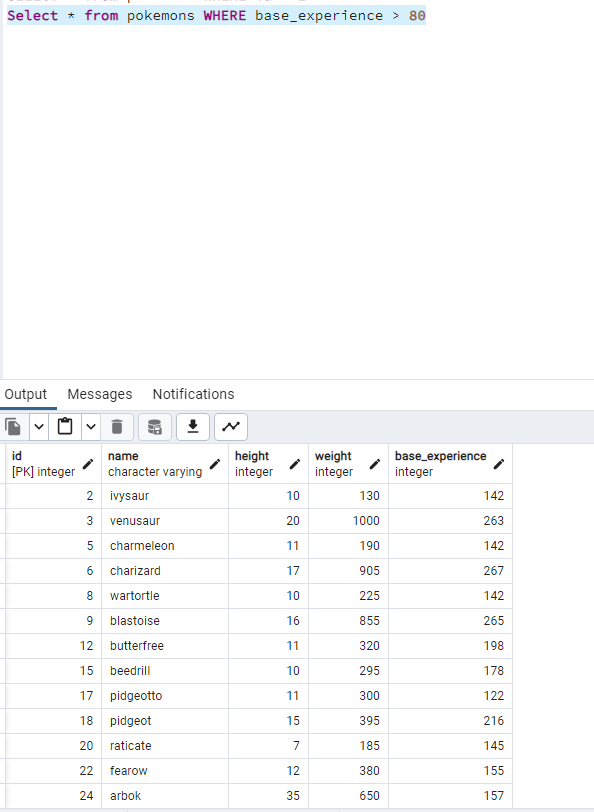 Select * from pokemons WHERE base_experience > 80
Output Messages Notifications
id name height weight base_experience
[PK] integer character varying integer integer integer
2 ivysaur 10 130 142
3 venusaur 20 1000 263
5 charmeleon 11 190 142
6 charizard 17 905 267
8 wartortle 10 225 142
9 blastoise 16 855 265
12 butterfree 11 320 198
15 beedrill 10 295 178
17 pidgeotto 11 300 122
18 pidgeot 15 395 216
20 raticate 7 185 145
22 fearow 12 380 155
24 arbok 35 650 157